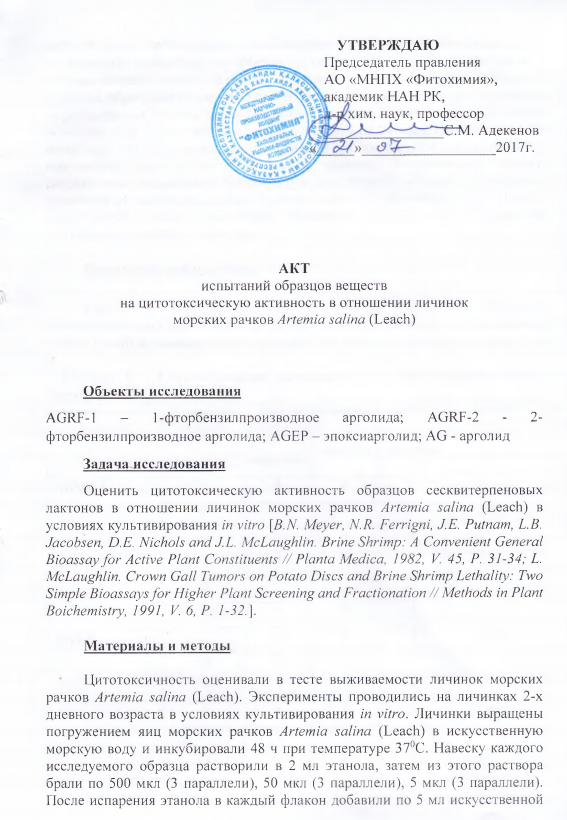 УТВЕРЖДАЮ
Председатель правления
АО «МНПХ «Фитохимия»,
академик НАН РК,
д-р хим. наук, профессор
С.М. Адекенов
«21» 07 2017г.
МЕЖДУНАРОДНЫЙ
НАУЧНО-
ПРОИЗВОДСТВЕННЫЙ
ХОЛДИНГ
"ФИТОХИМИЯ"
АКТ
испытаний образцов веществ
на цитотоксическую активность в отношении личинок
морских рачков Artemia salina (Leach)
Объекты исследования
AGRF-1 – 1-фторбензилпроизводное арголида; AGRF-2 - 2-
фторбензилпроизводное арголида; AGEP – эпоксиарголид; AG - арголид
Задача исследования
Оценить цитотоксическую активность образцов сесквитерпеновых
лактонов в отношении личинок морских рачков Artemia salina (Leach) в
условиях культивирования in vitro [B.N. Meyer, N.R. Ferrigni, J.E. Putnam, L.B.
Jacobsen, D.E. Nichols and J.L. McLaughlin. Brine Shrimp: A Convenient General
Bioassay for Active Plant Constituents // Planta Medica, 1982, V. 45, P. 31-34; L.
McLaughlin. Crown Gall Tumors on Potato Discs and Brine Shrimp Lethality: Two
Simple Bioassays for Higher Plant Screening and Fractionation // Methods in Plant
Boichemistry, 1991, V. 6, P. 1-32.].
Материалы и методы
Цитотоксичность оценивали в тесте выживаемости личинок морских
рачков Artemia salina (Leach). Эксперименты проводились на личинках 2-х
дневного возраста в условиях культивирования in vitro. Личинки выращены
погружением яиц морских рачков Artemia salina (Leach) в искусственную
морскую воду и инкубировали 48 ч при температуре 37⁰С. Навеску каждого
исследуемого образца растворили в 2 мл этанола, затем из этого раствора
брали по 500 мкл (3 параллели), 50 мкл (3 параллели), 5 мкл (3 параллели).
После испарения этанола в каждый флакон добавили по 5 мл искусственной